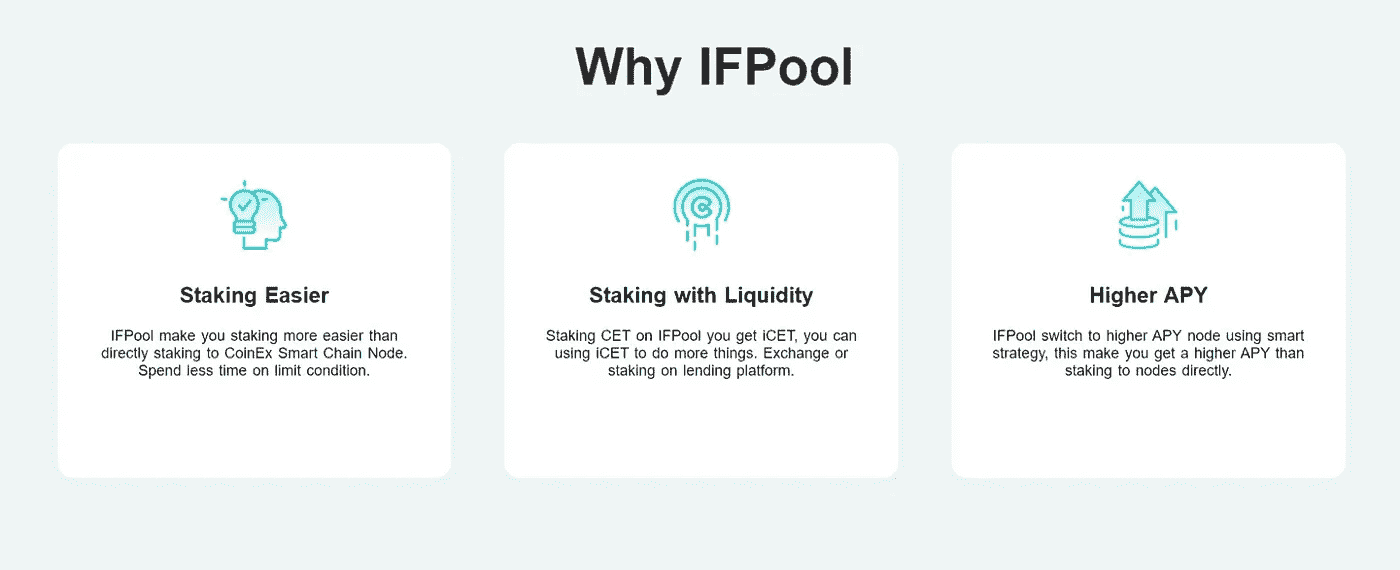 Why IFPool
Staking Easier
IFPool make you staking more easier than
directly staking to CoinEx Smart Chain Node.
Spend less time on limit condition.
Staking with Liquidity
Staking CET on IFPool you get iCET, you can
using iCET to do more things. Exchange or
staking on lending platform.
Higher APY
IFPool switch to higher APY node using smart
strategy, this make you get a higher APY than
staking to nodes directly.